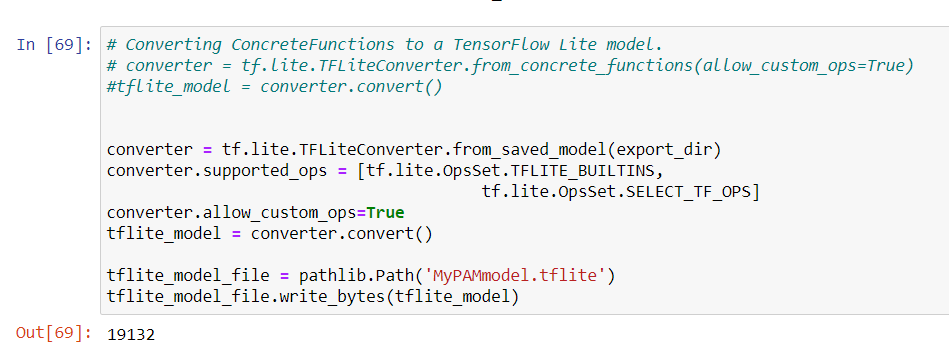 In [69]: # Converting ConcreteFunctions to a TensorFlow Lite model.
# converter = tf.lite.TFLiteConverter.from_concrete_functions(allow_custom_ops=True)
#tflite_model = converter.convert()
converter = tf.lite.TFLiteConverter.from_saved_model(export_dir)
converter.supported_ops = [tf.lite.OpsSet.TFLITE_BUILTINS,
tf.lite.OpsSet.SELECT_TF_OPS]
converter.allow_custom_ops=True
tflite_model = converter.convert()
tflite_model_file = pathlib.Path('MyPAMmodel.tflite')
tflite_model_file.write_bytes(tflite_model)
Out[69]: 19132